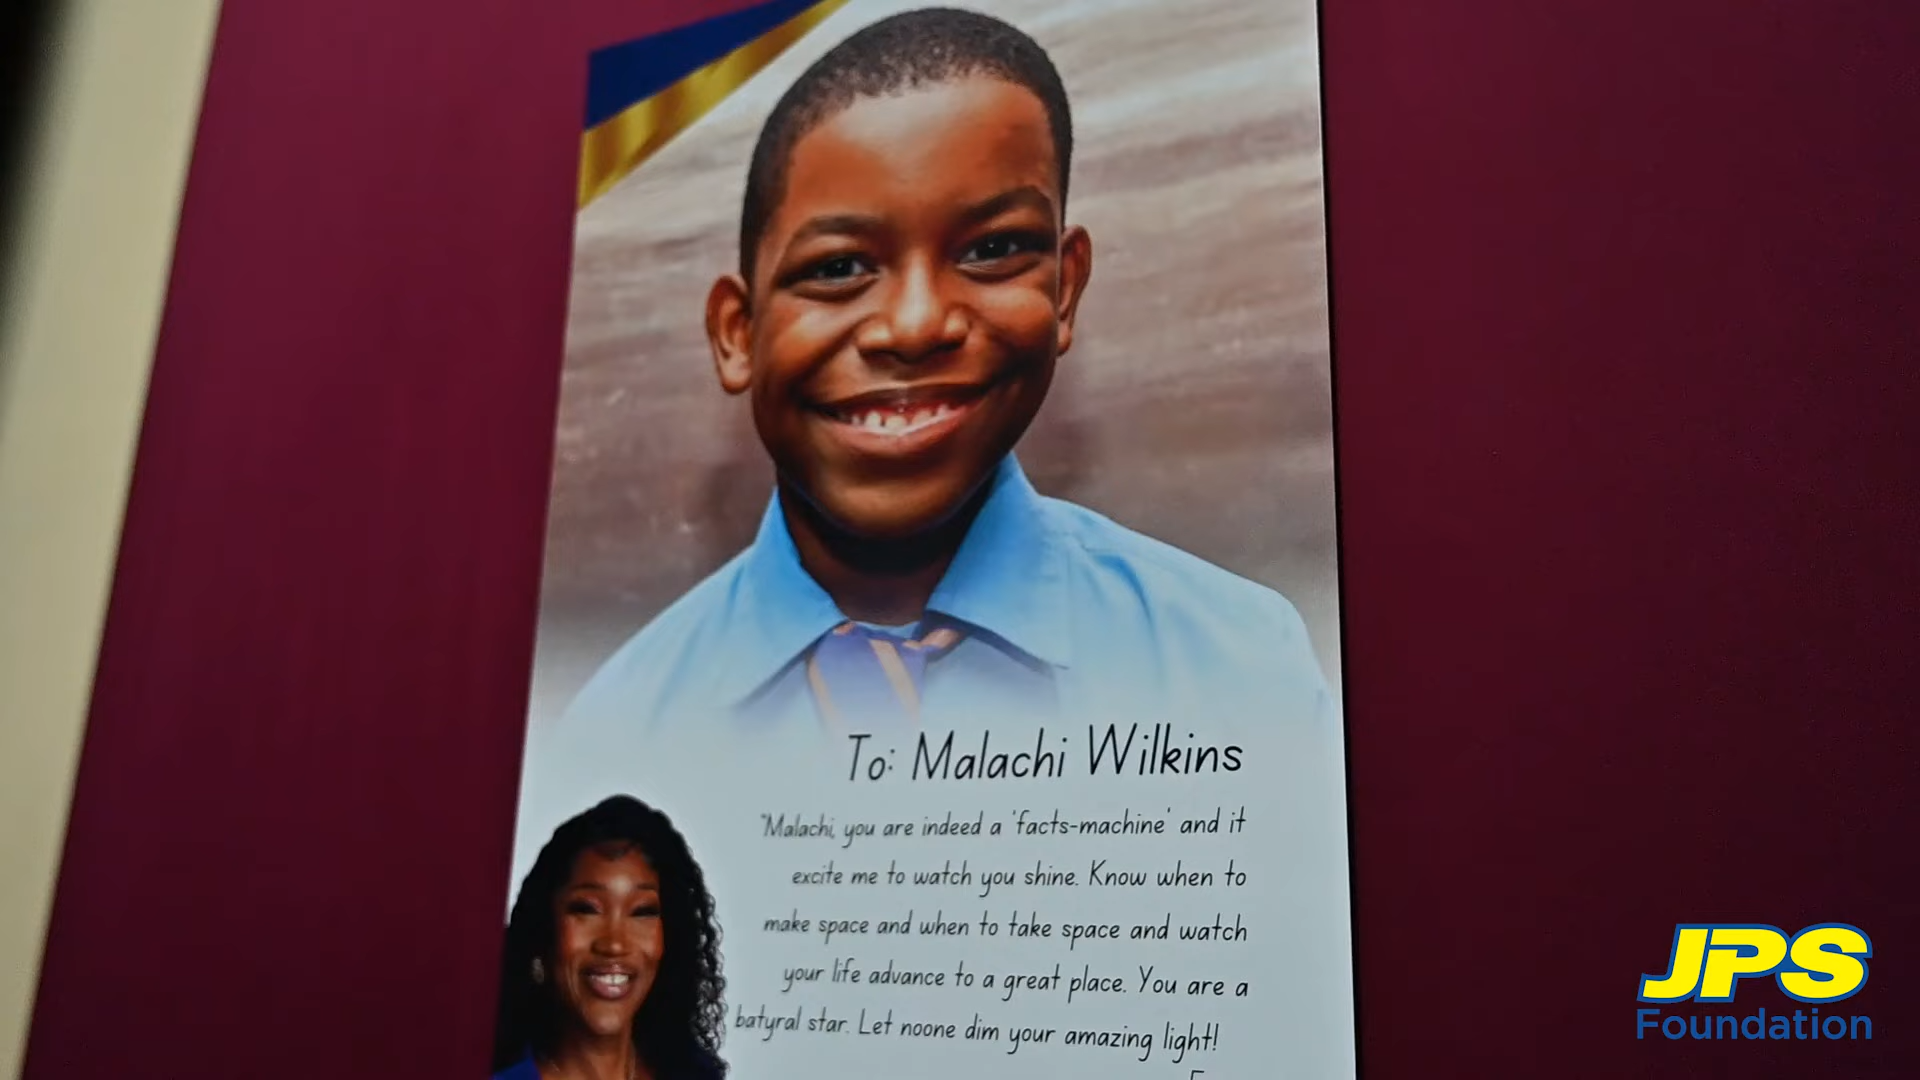 To: Malachi Wilkins
"Malachi, you are indeed a 'facts-machine' and it
excite me to watch you shine. Know when to
make space and when to take space and watch
your life advance to a great place. You are a
batyral star. Let noone dim your amazing light!
JPS
Foundation